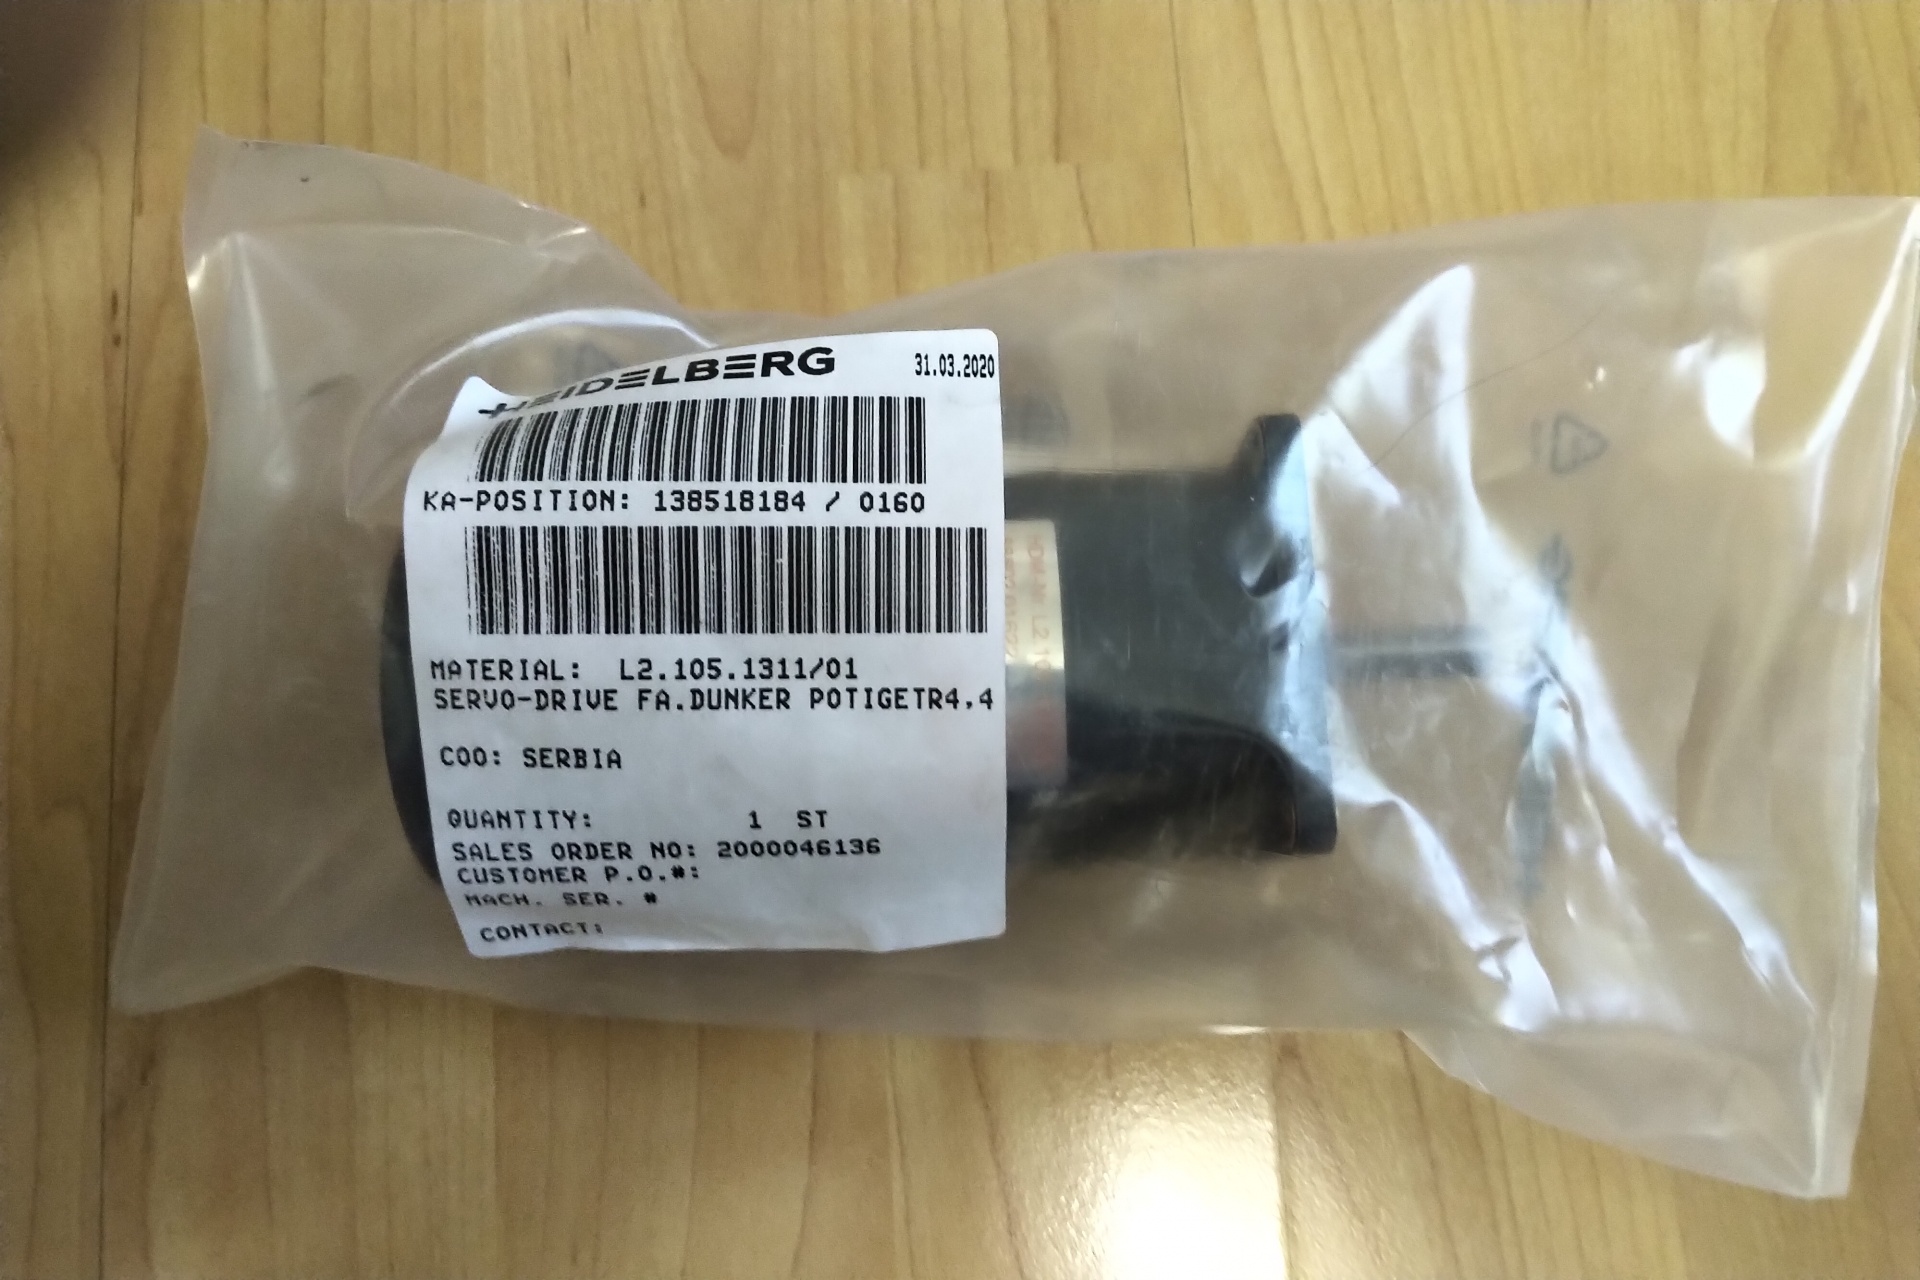 HEIDELBERG 31.03.2020
KA-POSITION: 138518184 / 0160
MATERIAL: L2.105.1311/01
SERVO-DRIVE FA.DUNKER POTIGETR4,4
COO: SERBIA
QUANTITY: 1 ST
SALES ORDER NO: 2000046136
CUSTOMER P.O.#:
MACH. SER. #
CONTACT: